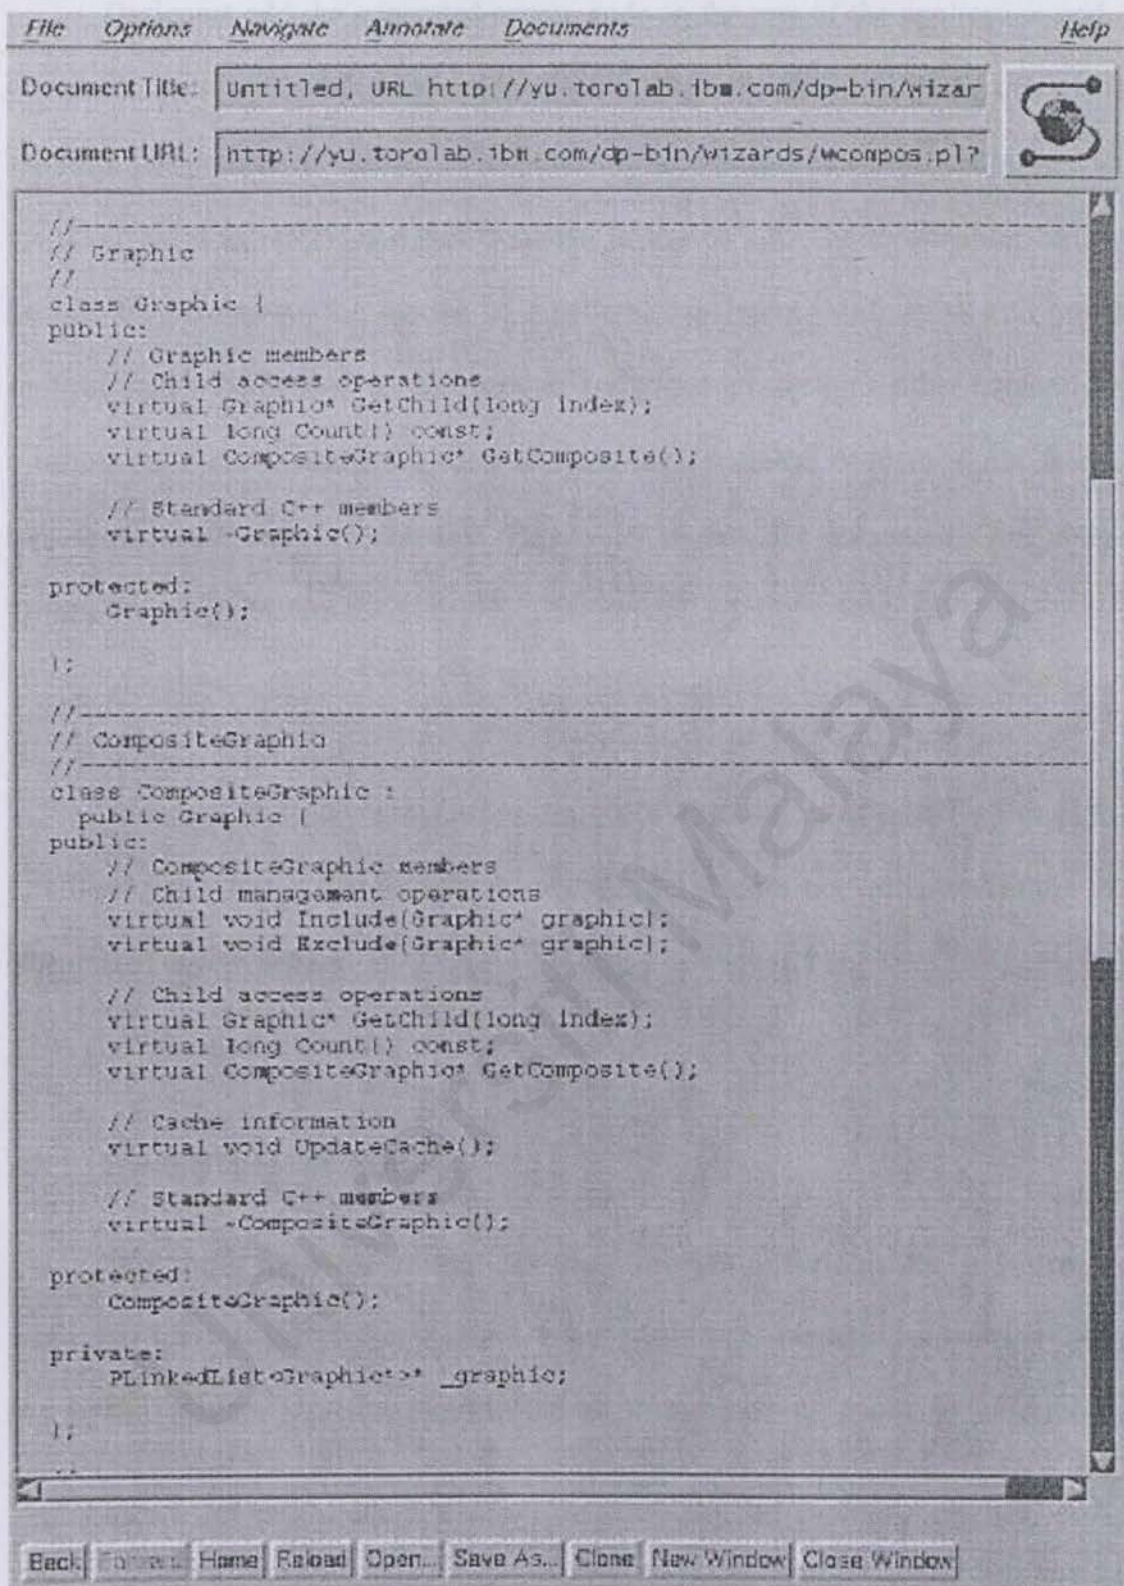 File Options Navigate Annotate Documents Help
Document Title: Untitled, URL http://yu.torolab.ibm.com/dp-bin/wizar
Document URL: http://yu.torolab.ibm.com/dp-bin/wizards/wcompos.pl?
//----------------------------------------------------------------------
// Graphic
//
class Graphic {
public:
// Graphic members
// Child access operations
virtual Graphic* GetChild(long index);
virtual long Count() const;
virtual CompositeGraphic* GetComposite();
// Standard C++ members
virtual ~Graphic();
protected:
Graphic();
};
//----------------------------------------------------------------------
// CompositeGraphic
//----------------------------------------------------------------------
class CompositeGraphic :
public Graphic {
public:
// CompositeGraphic members
// Child management operations
virtual void Include(Graphic* graphic);
virtual void Exclude(Graphic* graphic);
// Child access operations
virtual Graphic* GetChild(long index);
virtual long Count() const;
virtual CompositeGraphic* GetComposite();
// Cache information
virtual void UpdateCache();
// Standard C++ members
virtual ~CompositeGraphic();
protected:
CompositeGraphic();
private:
PLinkedList<Graphic*>* _graphic;
};
Back Forward Home Reload Open... Save As... Clone New Window Close Window
Universiti Malaya